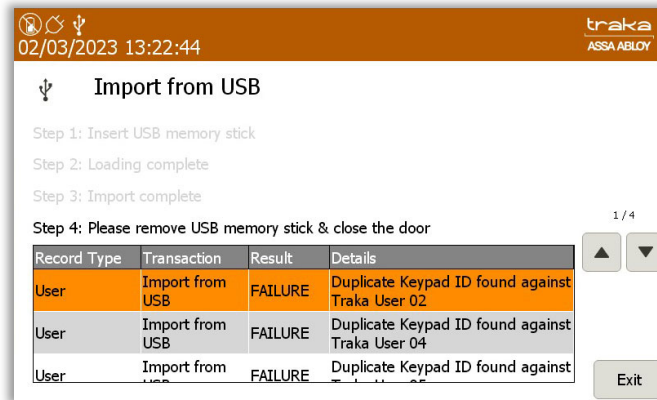 02/03/2023 13:22:44
traka
ASSA ABLOY
Import from USB
Step 1: Insert USB memory stick
Step 2: Loading complete
Step 3: Import complete
Step 4: Please remove USB memory stick & close the door
1 / 4
Record Type Transaction Result Details
User Import from USB FAILURE Duplicate Keypad ID found against Traka User 02
User Import from USB FAILURE Duplicate Keypad ID found against Traka User 04
User Import from FAILURE Duplicate Keypad ID found against
Exit